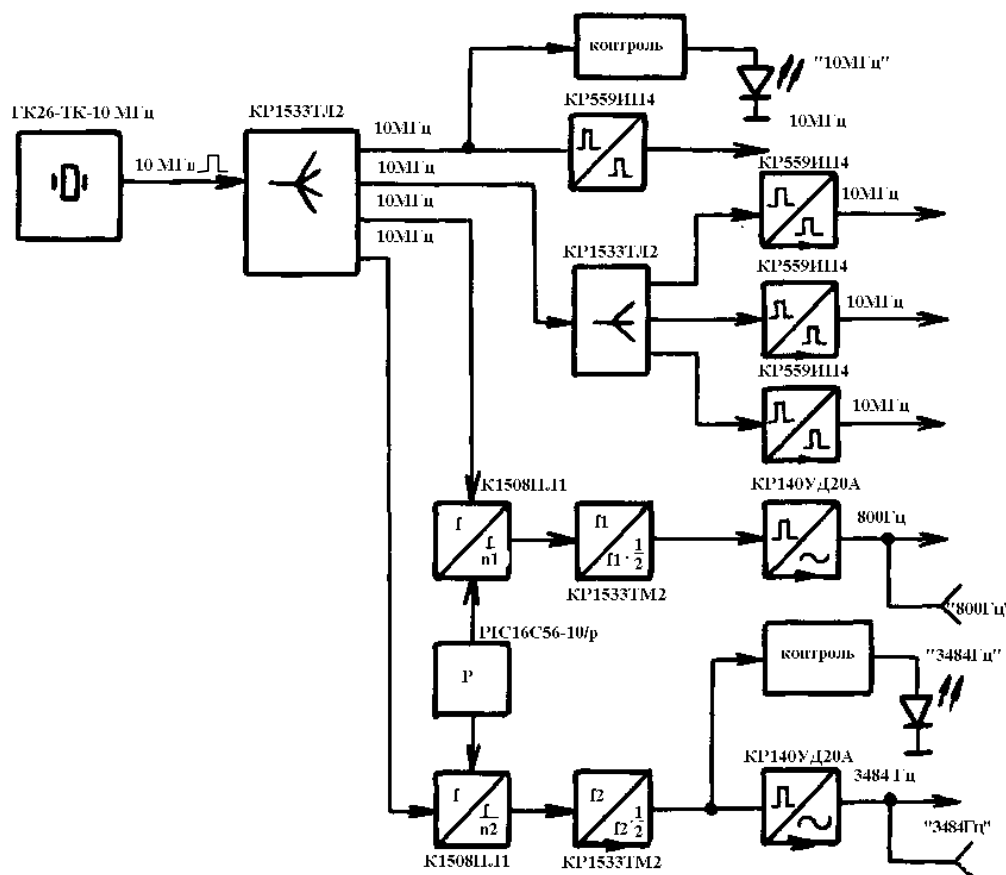 контроль
"10МГц"
ГК26-ТК-10 МГц
КР1533ТЛ2
КР559ИП4
10МГц
10МГц
10 МГц
10МГц
10МГц
10МГц
КР559ИП4
10МГц
КР1533ТЛ2
КР559ИП4
10МГц
КР559ИП4
10МГц
К1508ПЛ1
КР140УД20А
f
f
n1
f1
f1 · 1
2
800Гц
КР1533ТМ2
"800Гц"
PIC16C56-10/p
P
контроль
"3484Гц"
КР140УД20А
3484 Гц
f
f
n2
f2
f2 · 1
2
"3484Гц"
К1508ПЛ1
КР1533ТМ2